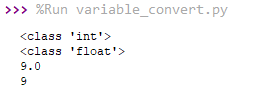 >>> %Run variable_convert.py
<class 'int'>
<class 'float'>
9.0
9